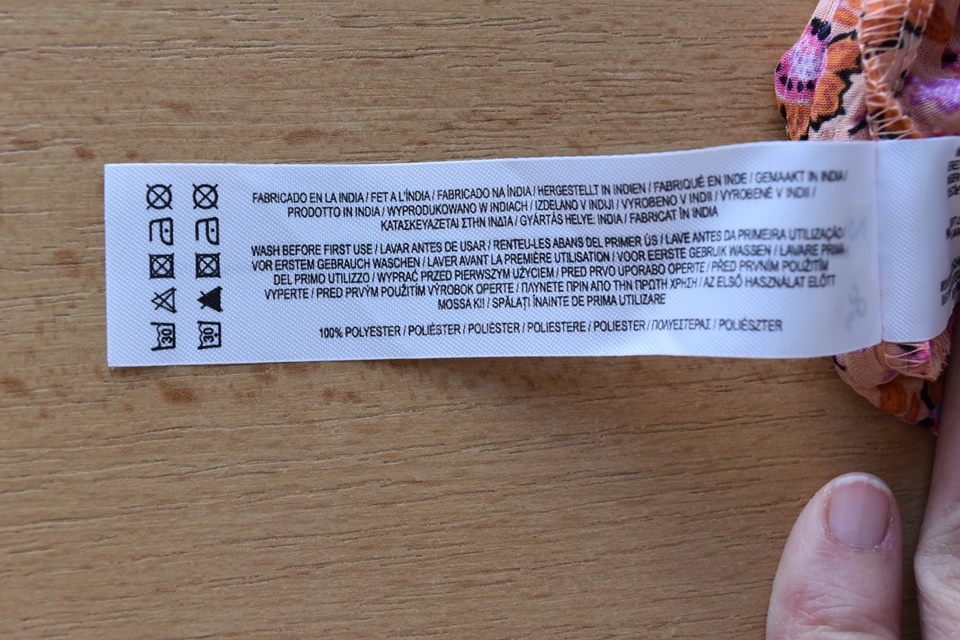 FABRICADO EN LA INDIA / FET A L'ÍNDIA / FABRICADO NA ÍNDIA / HERGESTELLT IN INDIEN / FABRIQUÉ EN INDE / GEMAAKT IN INDIA/
PRODOTTO IN INDIA / WYPRODUKOWANO W INDIACH / IZDELANO V INDIJI / VYROBENO V INDII / VYROBENÉ V INDII /
ΚΑΤΑΣΚΕΥΑΖΕΤΑΙ ΣΤΗΝ ΙΝΔΙΑ / GYÁRTÁS HELYE: INDIA / FABRICAT ÎN INDIA
WASH BEFORE FIRST USE / LAVAR ANTES DE USAR / RENTEU-LES ABANS DEL PRIMER ÚS / LAVE ANTES DA PRIMEIRA UTILIZAÇÃO/
VOR ERSTEM GEBRAUCH WASCHEN / LAVER AVANT LA PREMIÈRE UTILISATION / VOOR EERSTE GEBRUIK WASSEN / LAVARE PRIMA
DEL PRIMO UTILIZZO / WYPRAĆ PRZED PIERWSZYM UŻYCIEM / PRED PRVO UPORABO OPERITE / PŘED PRVNÍM POUŽITÍM
VYPERTE / PRED PRVÝM POUŽITÍM VÝROBOK OPERTE / ΠΛΥΝΕΤΕ ΠΡΙΝ ΑΠΟ ΤΗΝ ΠΡΩΤΗ ΧΡΗΣΗ / AZ ELSŐ HASZNÁLAT ELŐTT
MOSSA KI! / SPĂLAȚI ÎNAINTE DE PRIMA UTILIZARE
100% POLYESTER / POLIÉSTER / POLIÈSTER / POLIESTERE / POLIESTER / ΠΟΛΥΕΣΤΕΡΑΣ / POLIÉSZTER
30 30